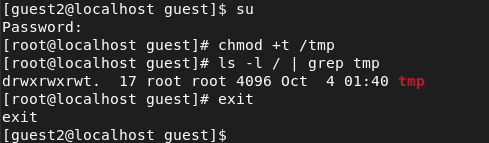 [guest2@localhost guest]$ su
Password:
[root@localhost guest]# chmod +t /tmp
[root@localhost guest]# ls -l / | grep tmp
drwxrwxrwt.  17 root root 4096 Oct  4 01:40 tmp
[root@localhost guest]# exit
exit
[guest2@localhost guest]$